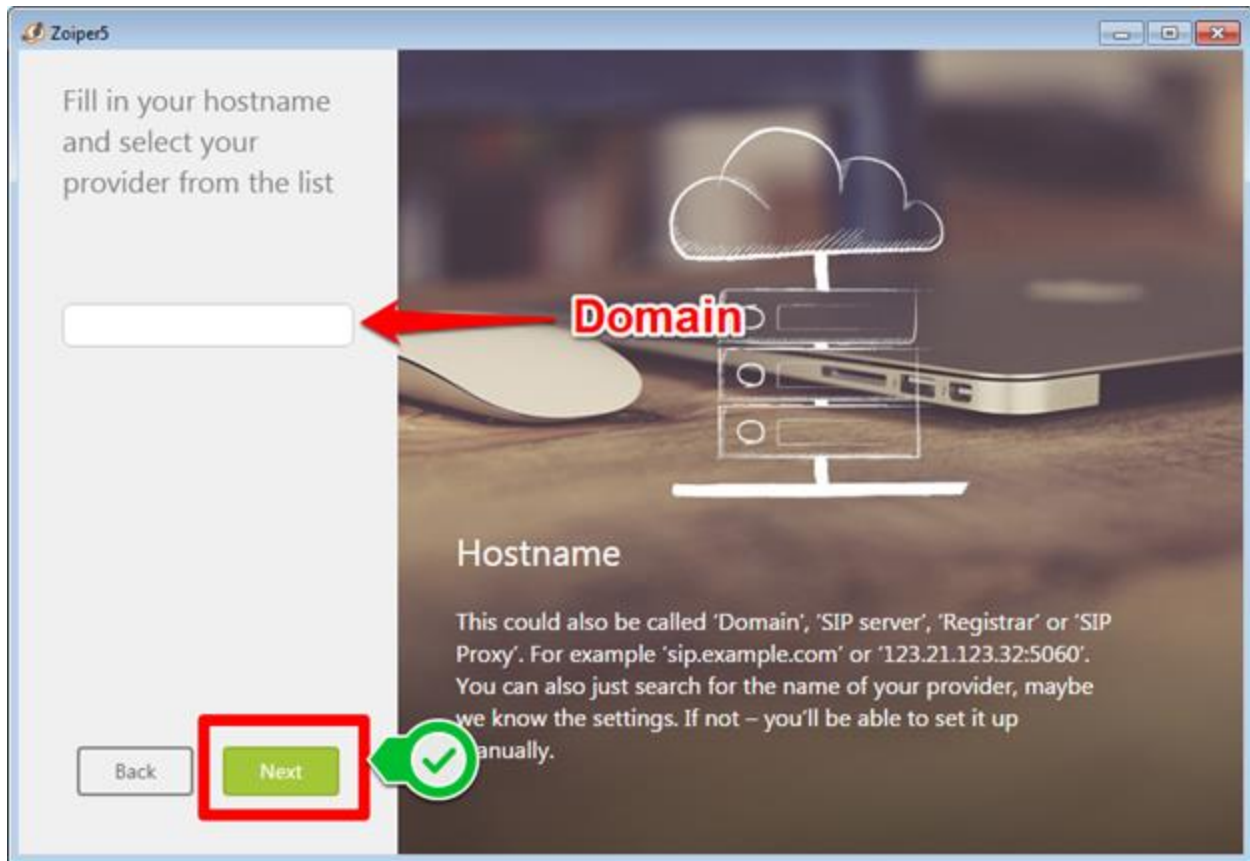 Zoiper5
Fill in your hostname
and select your
provider from the list
Domain
Hostname
This could also be called 'Domain', 'SIP server', 'Registrar' or 'SIP
Proxy'. For example 'sip.example.com' or '123.21.123.32:5060'.
You can also just search for the name of your provider, maybe
we know the settings. If not – you'll be able to set it up
anually.
Back
Next